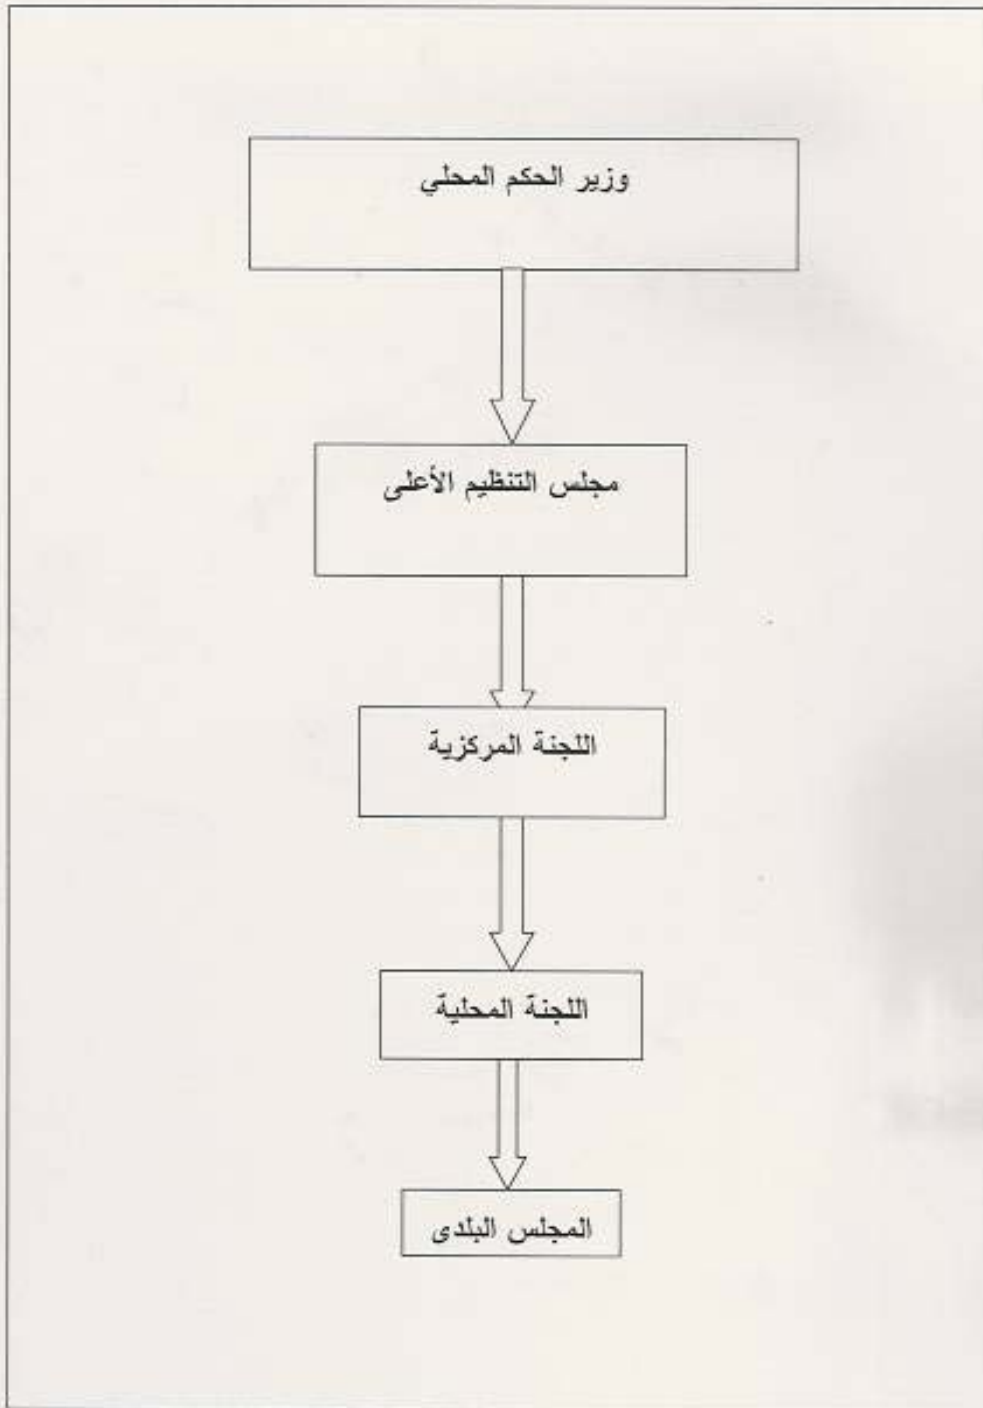 وزير الحكم المحلي
مجلس التنظيم الأعلى
اللجنة المركزية
اللجنة المحلية
المجلس البلدى